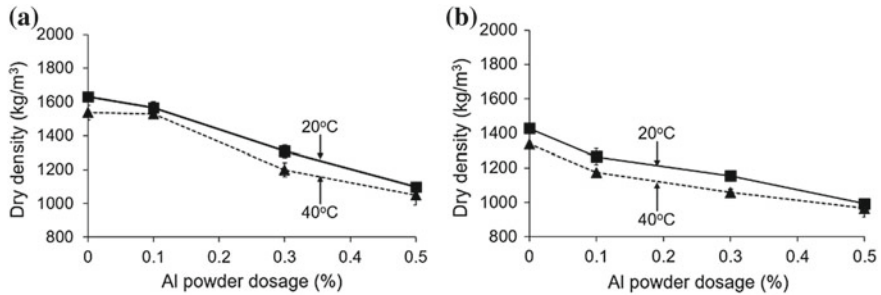 (a)
Dry density (kg/m³)
2000
1800
1600
1400
1200
1000
800
20°C
40°C
0 0.1 0.2 0.3 0.4 0.5
Al powder dosage (%)
(b)
Dry density (kg/m³)
2000
1800
1600
1400
1200
1000
800
20°C
40°C
0 0.1 0.2 0.3 0.4 0.5
Al powder dosage (%)